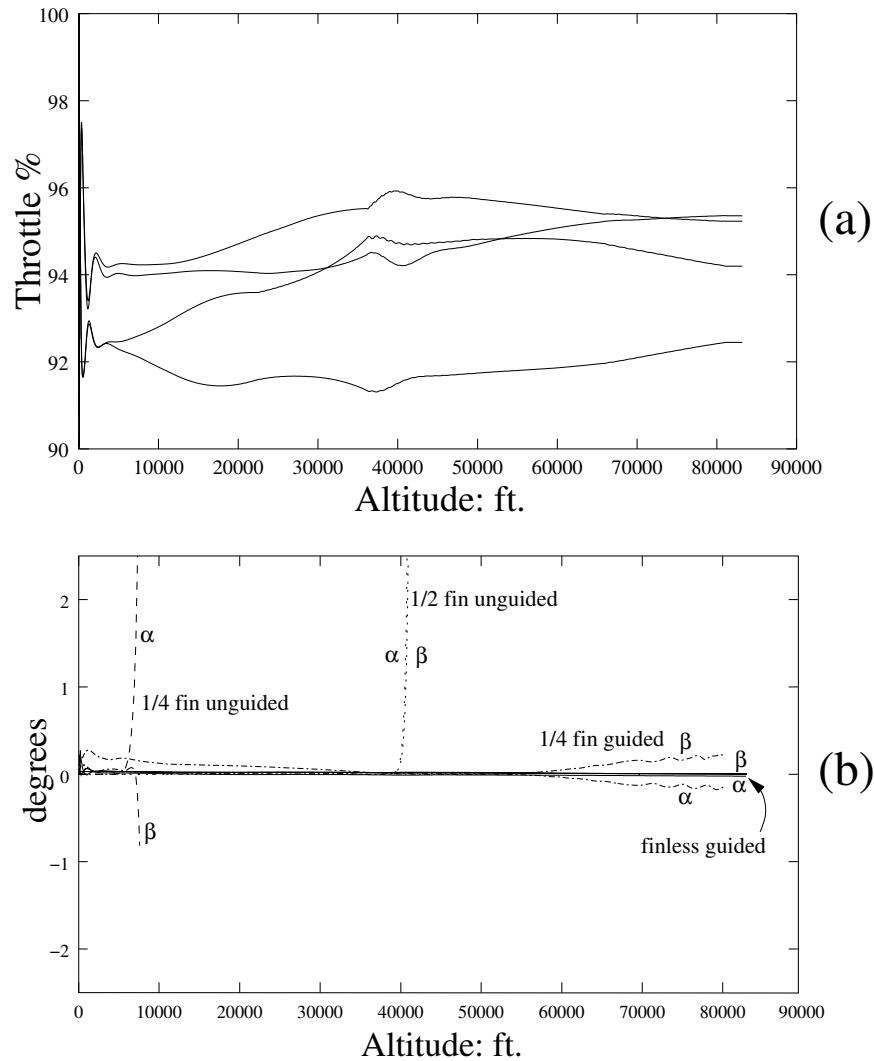 100
98
96
94
92
90
Throttle %
0 10000 20000 30000 40000 50000 60000 70000 80000 90000
Altitude: ft.
(a)
2
1
0
−1
−2
degrees
1/2 fin unguided
α
α β
1/4 fin unguided
1/4 fin guided
β
β
α
α
β
finless guided
0 10000 20000 30000 40000 50000 60000 70000 80000 90000
Altitude: ft.
(b)